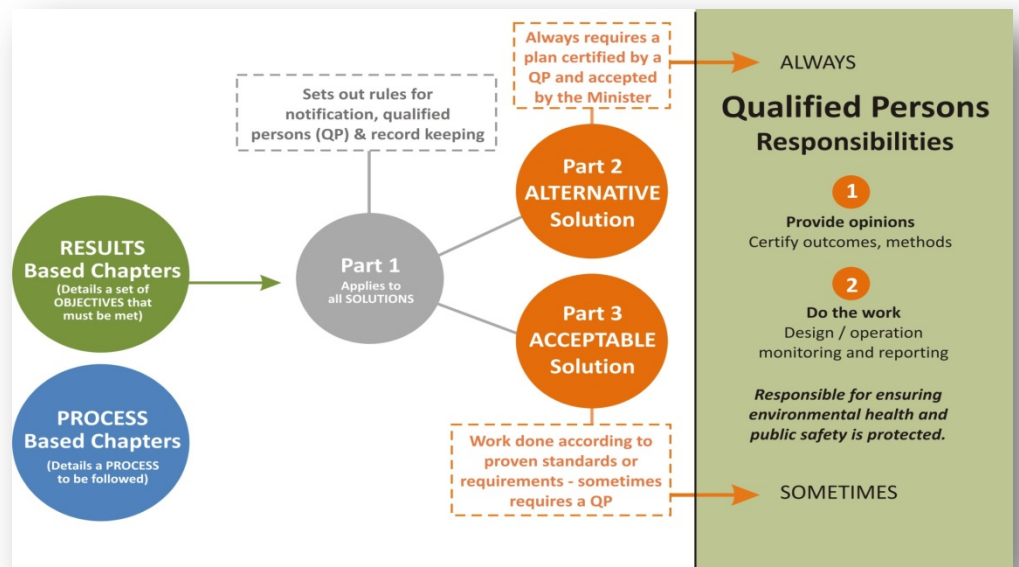 RESULTS
Based Chapters
(Details a set of
OBJECTIVES that
must be met)
PROCESS
Based Chapters
(Details a PROCESS
to be followed)
Sets out rules for
notification, qualified
persons (QP) & record keeping
Part 1
Applies to
all SOLUTIONS
Always requires a
plan certified by a
QP and accepted
by the Minister
Part 2
ALTERNATIVE
Solution
Part 3
ACCEPTABLE
Solution
Work done according to
proven standards or
requirements - sometimes
requires a QP
ALWAYS
Qualified Persons
Responsibilities
1
Provide opinions
Certify outcomes, methods
2
Do the work
Design / operation
monitoring and reporting
Responsible for ensuring
environmental health and
public safety is protected.
SOMETIMES